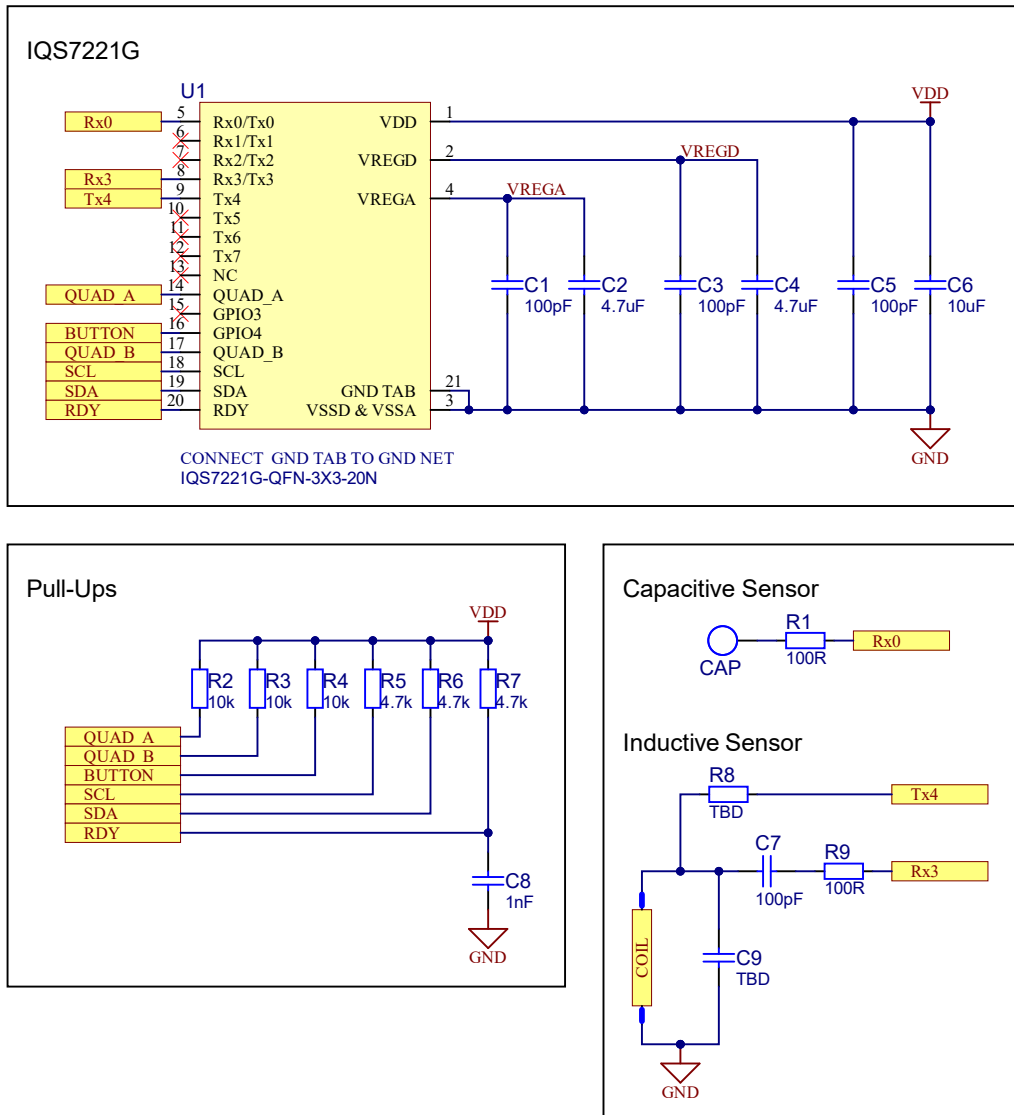 IQS7221G
U1
Rx0 5 Rx0/Tx0 VDD 1 VDD
6 Rx1/Tx1
7 Rx2/Tx2 VREGD 2 VREGD
Rx3 8 Rx3/Tx3
Tx4 9 Tx4 VREGA 4 VREGA
10 Tx5
11 Tx6
12 Tx7
13 NC
QUAD_A 14 QUAD_A
15 GPIO3
BUTTON 16 GPIO4
QUAD_B 17 QUAD_B
SCL 18 SCL
SDA 19 SDA GND TAB 21
RDY 20 RDY VSSD & VSSA 3
C1 C2 C3 C4 C5 C6
100pF 4.7uF 100pF 4.7uF 100pF 10uF
GND
CONNECT GND TAB TO GND NET
IQS7221G-QFN-3X3-20N
Pull-Ups
VDD
R2 R3 R4 R5 R6 R7
10k 10k 10k 4.7k 4.7k 4.7k
QUAD_A
QUAD_B
BUTTON
SCL
SDA
RDY
C8
1nF
GND
Capacitive Sensor
R1
CAP 100R Rx0
Inductive Sensor
R8
TBD Tx4
C7 R9
100pF 100R Rx3
COIL
C9
TBD
GND